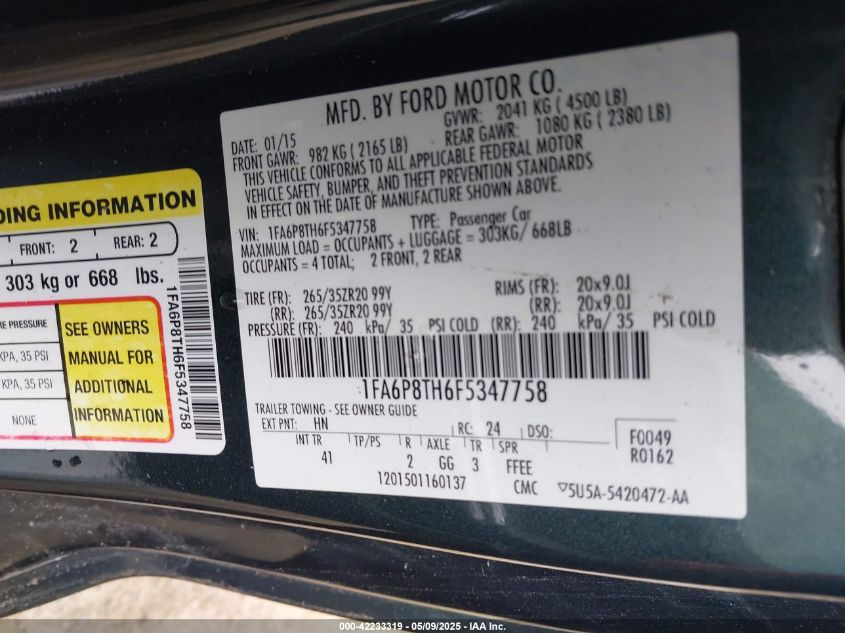 MFD. BY FORD MOTOR CO.
DATE: 01/15 GVWR: 2041 KG ( 4500 LB)
FRONT GAWR: 982 KG ( 2165 LB) REAR GAWR: 1080 KG ( 2380 LB)
THIS VEHICLE CONFORMS TO ALL APPLICABLE FEDERAL MOTOR
VEHICLE SAFETY, BUMPER, AND THEFT PREVENTION STANDARDS
IN EFFECT ON THE DATE OF MANUFACTURE SHOWN ABOVE.
VIN: 1FA6P8TH6F5347758 TYPE: Passenger Car
MAXIMUM LOAD = OCCUPANTS + LUGGAGE = 303KG/ 668LB
OCCUPANTS = 4 TOTAL; 2 FRONT, 2 REAR
TIRE (FR): 265/35ZR20 99Y RIMS (FR): 20x9.0J
(RR): 265/35ZR20 99Y (RR): 20x9.0J
PRESSURE (FR): 240 kPa/ 35 PSI COLD (RR): 240 kPa/ 35 PSI COLD
1FA6P8TH6F5347758
TRAILER TOWING - SEE OWNER GUIDE
EXT PNT: HN RC: 24 DSO:
INT TR TP/PS R AXLE TR SPR
41 2 GG 3 FFEE
1201501160137 CMC
F0049
R0162
5U5A-5420472-AA
DING INFORMATION
FRONT: 2 REAR: 2
303 kg or 668 lbs.
RE PRESSURE
KPA, 35 PSI
KPA, 35 PSI
NONE
SEE OWNERS
MANUAL FOR
ADDITIONAL
INFORMATION
1FA6P8TH6F5347758
000-42233319 / 05/09/2025 - IAA Inc.